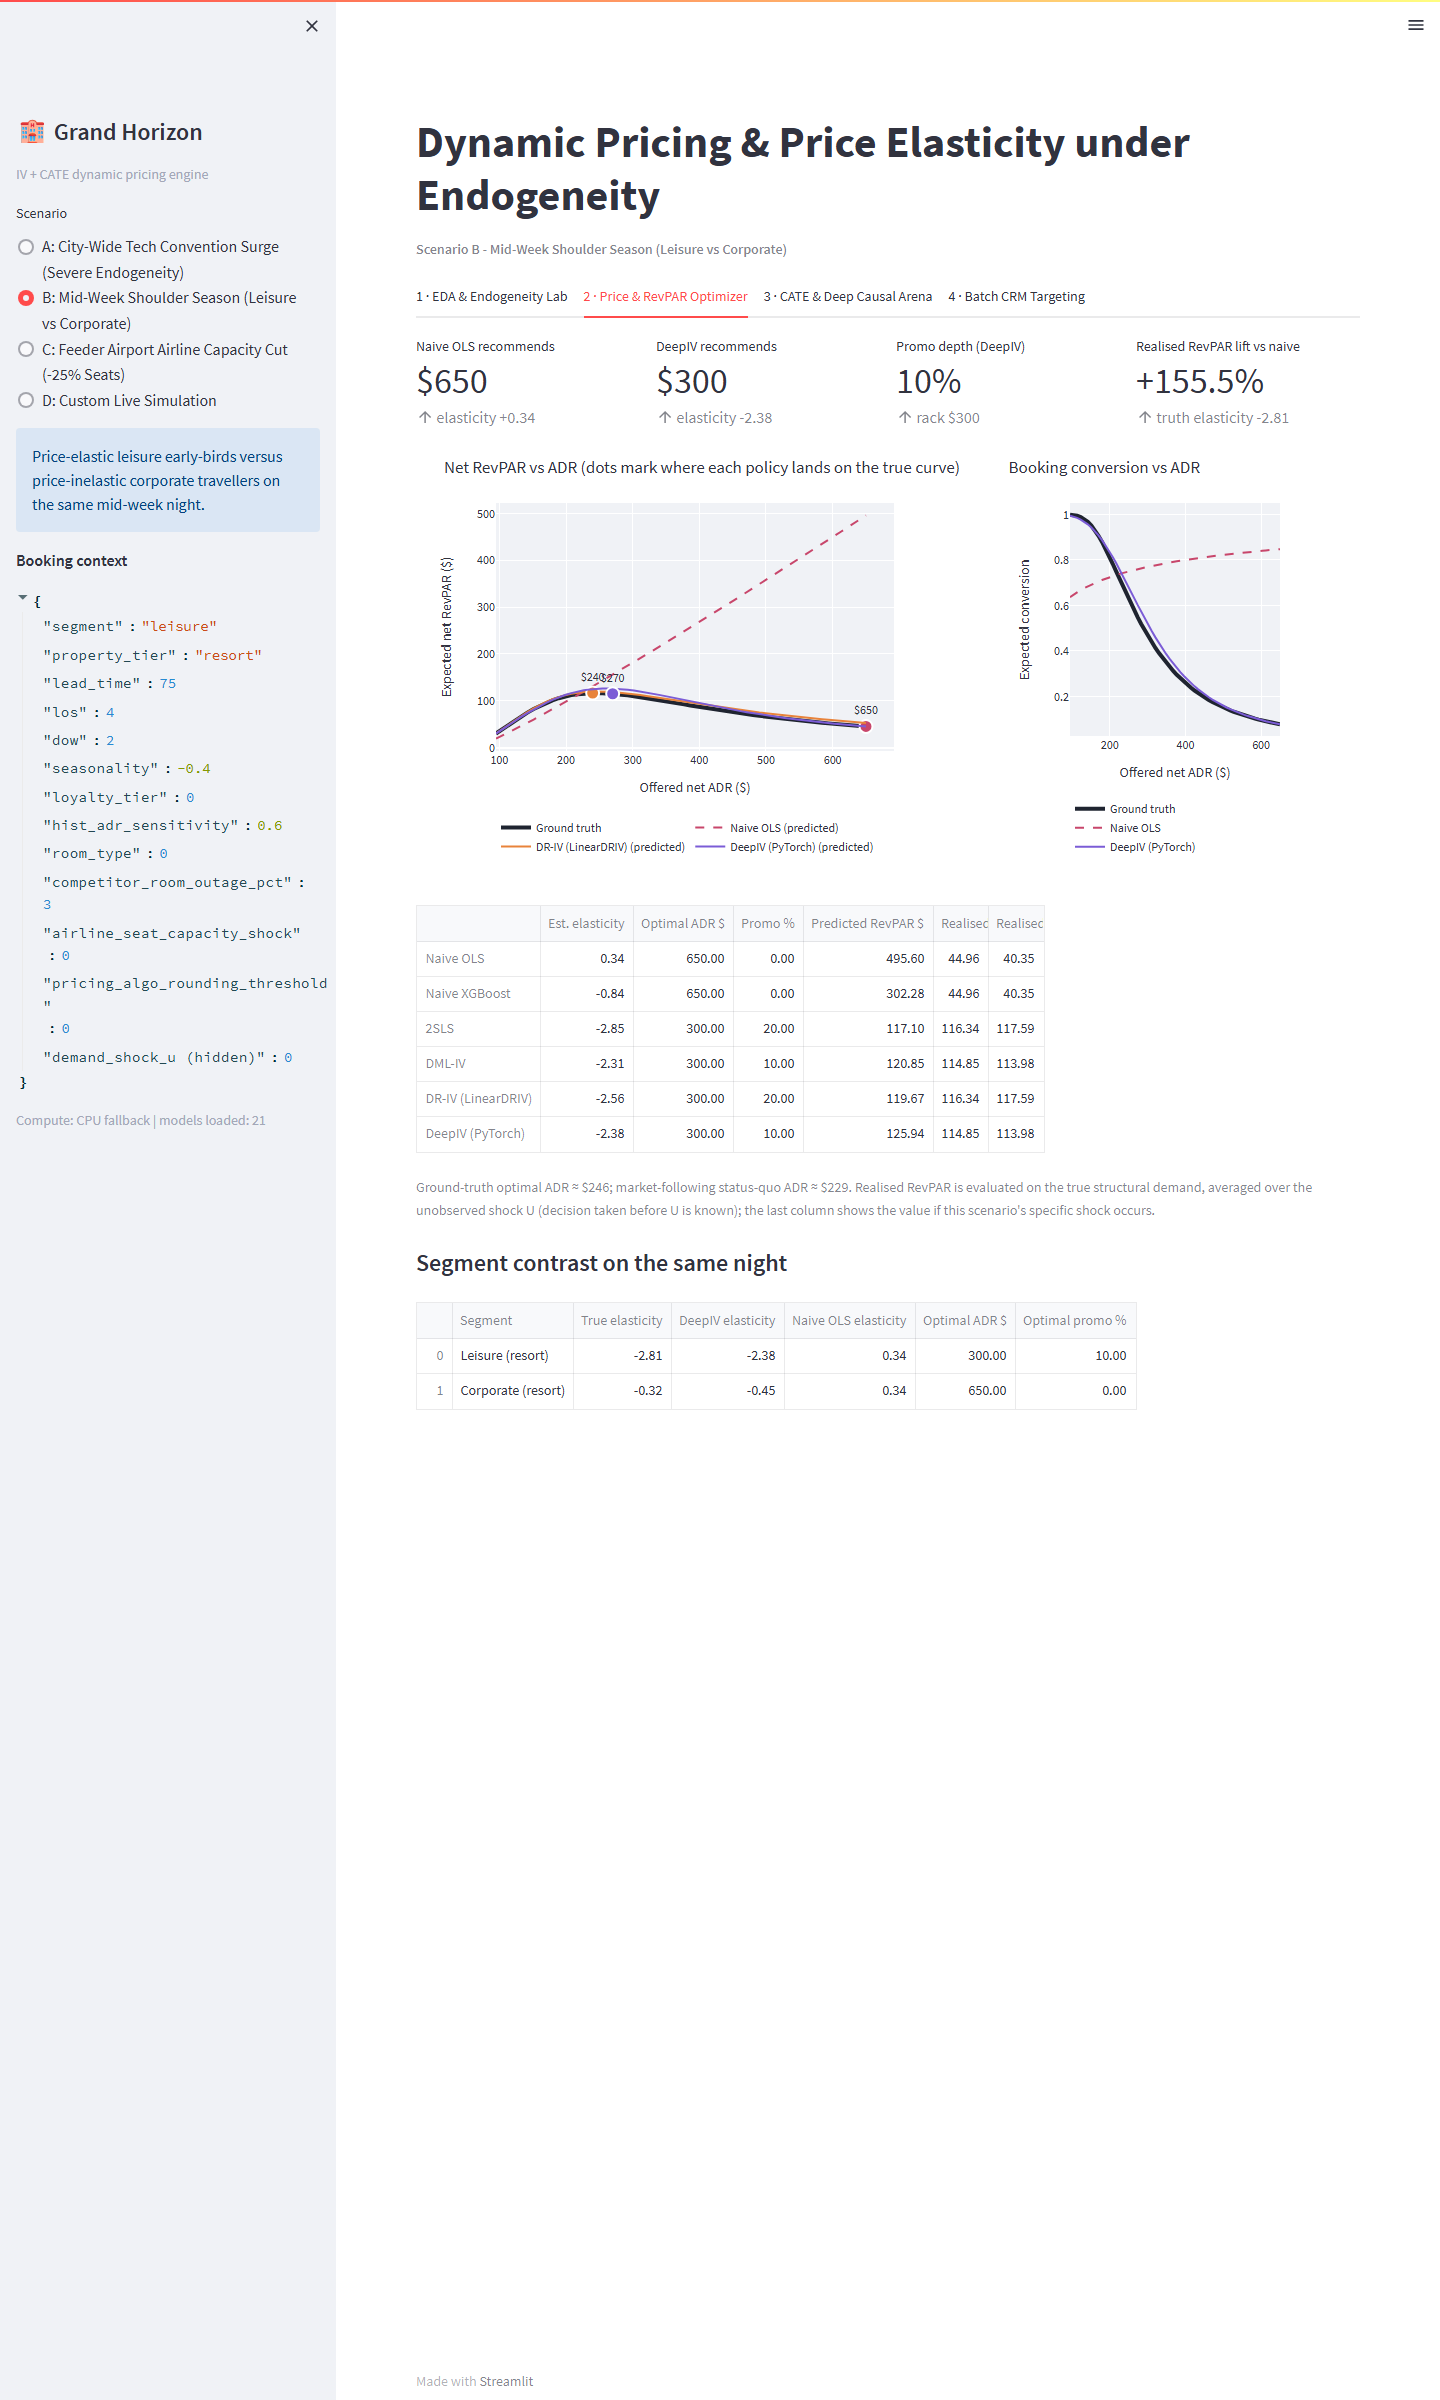 🏨 Grand Horizon
IV + CATE dynamic pricing engine
Scenario
A: City-Wide Tech Convention Surge
(Severe Endogeneity)
B: Mid-Week Shoulder Season (Leisure
vs Corporate)
C: Feeder Airport Airline Capacity Cut
(-25% Seats)
D: Custom Live Simulation
Price-elastic leisure early-birds versus
price-inelastic corporate travellers on
the same mid-week night.
Booking context
{
"segment" : "leisure"
"property_tier" : "resort"
"lead_time" : 75
"los" : 4
"dow" : 2
"seasonality" : -0.4
"loyalty_tier" : 0
"hist_adr_sensitivity" : 0.6
"room_type" : 0
"competitor_room_outage_pct" :
3
"airline_seat_capacity_shock"
: 0
"pricing_algo_rounding_threshold
"
: 0
"demand_shock_u (hidden)" : 0
}
Compute: CPU fallback | models loaded: 21
Dynamic Pricing & Price Elasticity under
Endogeneity
Scenario B - Mid-Week Shoulder Season (Leisure vs Corporate)
1 · EDA & Endogeneity Lab 2 · Price & RevPAR Optimizer 3 · CATE & Deep Causal Arena 4 · Batch CRM Targeting
Naive OLS recommends DeepIV recommends Promo depth (DeepIV) Realised RevPAR lift vs naive
$650 $300 10% +155.5%
↑ elasticity +0.34 ↑ elasticity -2.38 ↑ rack $300 ↑ truth elasticity -2.81
Net RevPAR vs ADR (dots mark where each policy lands on the true curve)
500
400
300
200
100
0
Expected net RevPAR ($)
$240 $270
$650
100 200 300 400 500 600
Offered net ADR ($)
Ground truth Naive OLS (predicted)
DR-IV (LinearDRIV) (predicted) DeepIV (PyTorch) (predicted)
Booking conversion vs ADR
1
0.8
0.6
0.4
0.2
Expected conversion
200 400 600
Offered net ADR ($)
Ground truth
Naive OLS
DeepIV (PyTorch)
Est. elasticity Optimal ADR $ Promo % Predicted RevPAR $ Realised Realised
Naive OLS 0.34 650.00 0.00 495.60 44.96 40.35
Naive XGBoost -0.84 650.00 0.00 302.28 44.96 40.35
2SLS -2.85 300.00 20.00 117.10 116.34 117.59
DML-IV -2.31 300.00 10.00 120.85 114.85 113.98
DR-IV (LinearDRIV) -2.56 300.00 20.00 119.67 116.34 117.59
DeepIV (PyTorch) -2.38 300.00 10.00 125.94 114.85 113.98
Ground-truth optimal ADR ≈ $246; market-following status-quo ADR ≈ $229. Realised RevPAR is evaluated on the true structural demand, averaged over the
unobserved shock U (decision taken before U is known); the last column shows the value if this scenario's specific shock occurs.
Segment contrast on the same night
Segment True elasticity DeepIV elasticity Naive OLS elasticity Optimal ADR $ Optimal promo %
0 Leisure (resort) -2.81 -2.38 0.34 300.00 10.00
1 Corporate (resort) -0.32 -0.45 0.34 650.00 0.00
Made with Streamlit